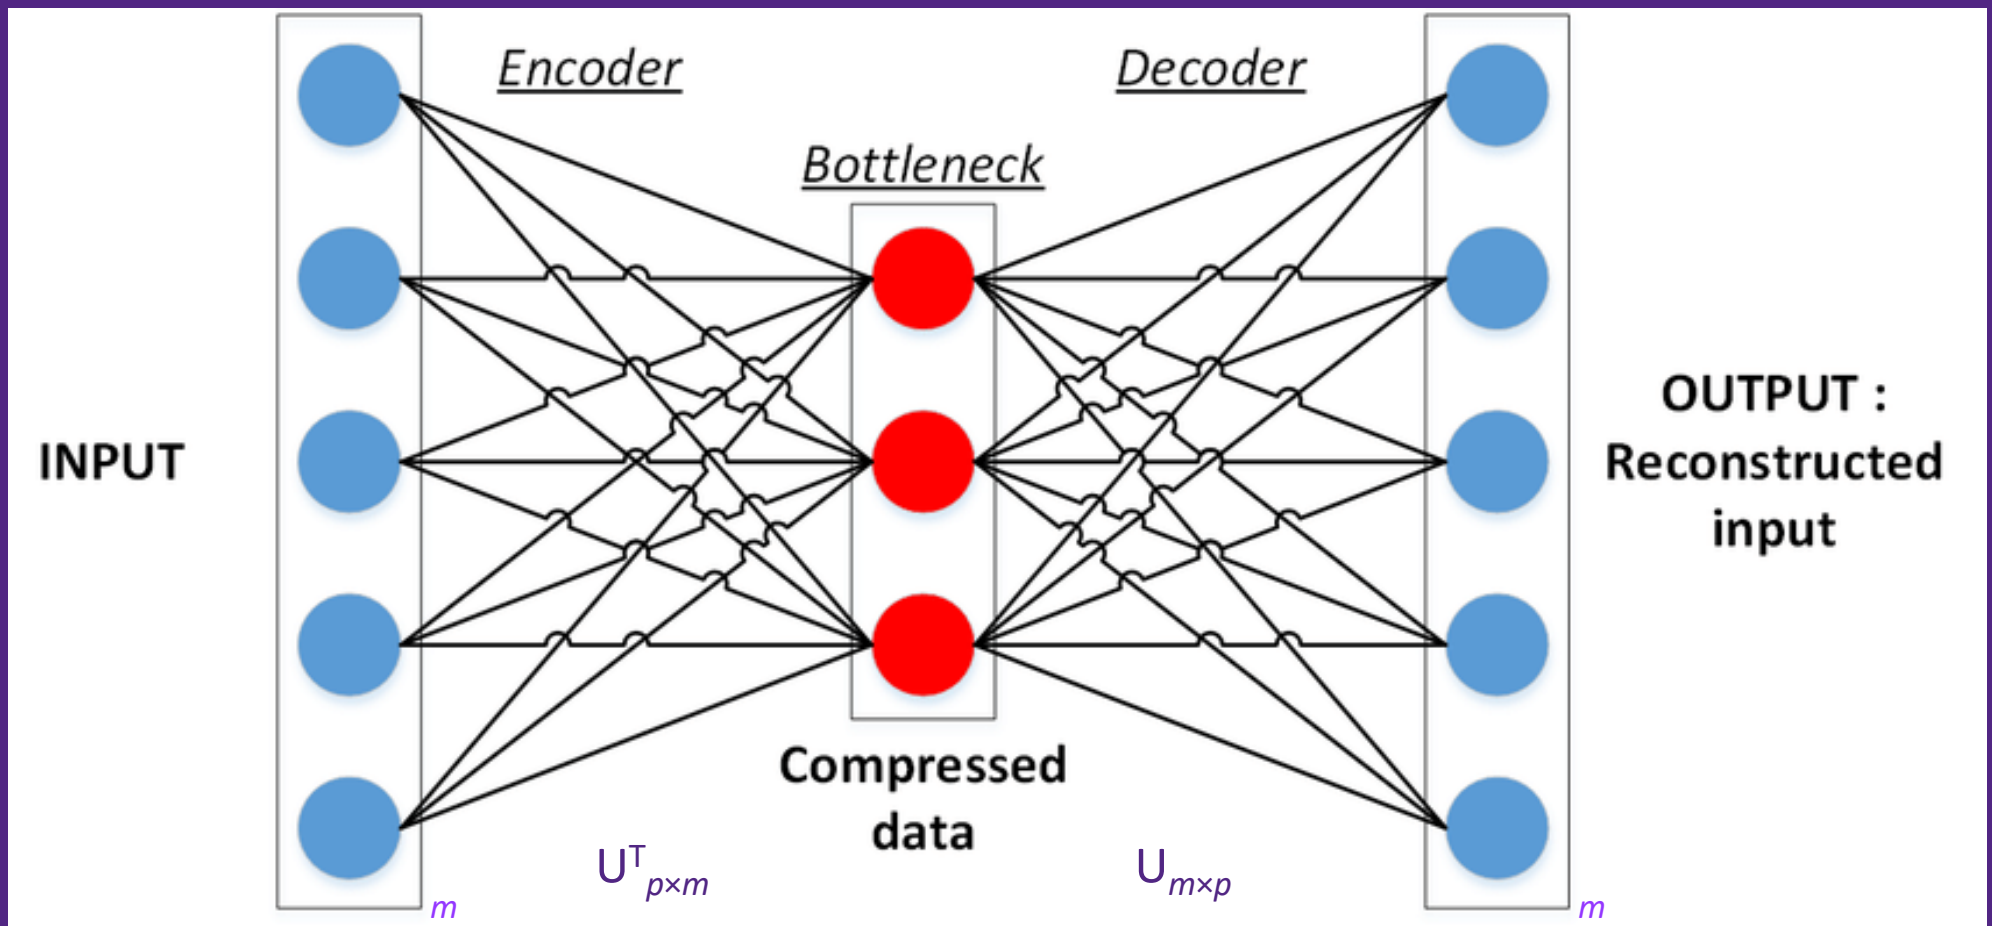 Encoder
Decoder
Bottleneck
INPUT
OUTPUT :
Reconstructed
input
Compressed
data
Uᵀp×m
Um×p
m
m